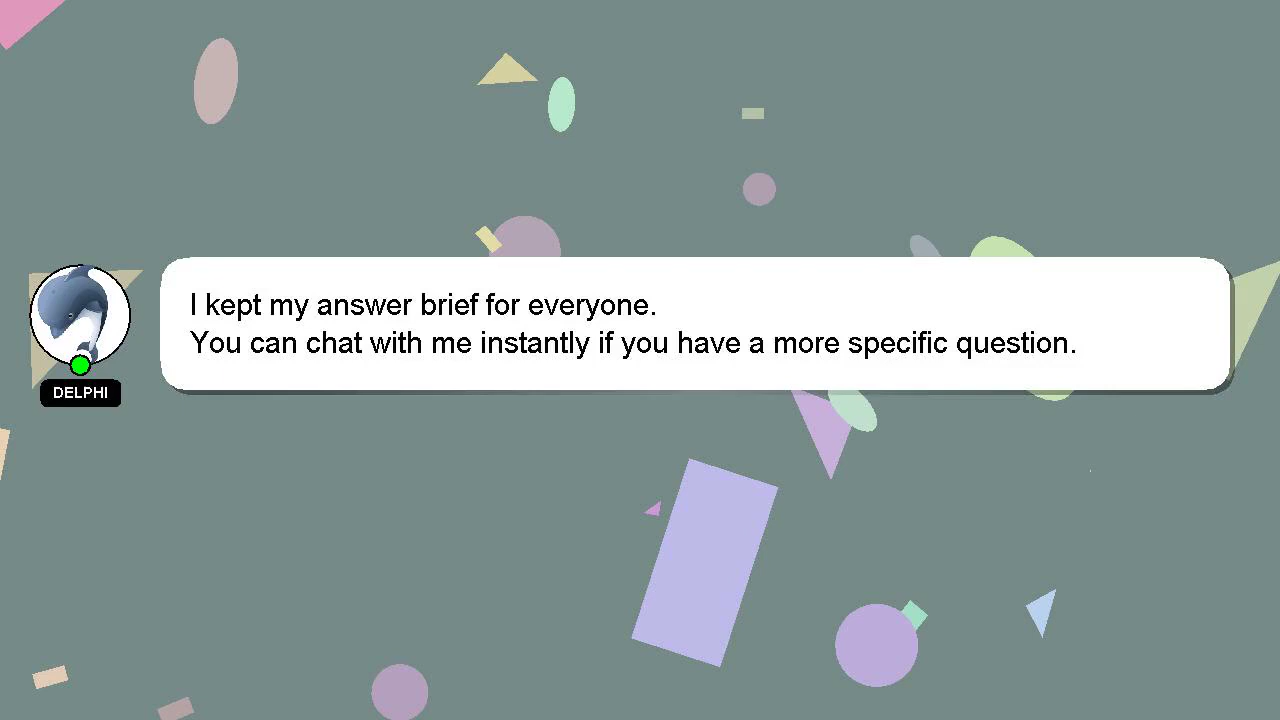 I kept my answer brief for everyone.
You can chat with me instantly if you have a more specific question.
DELPHI